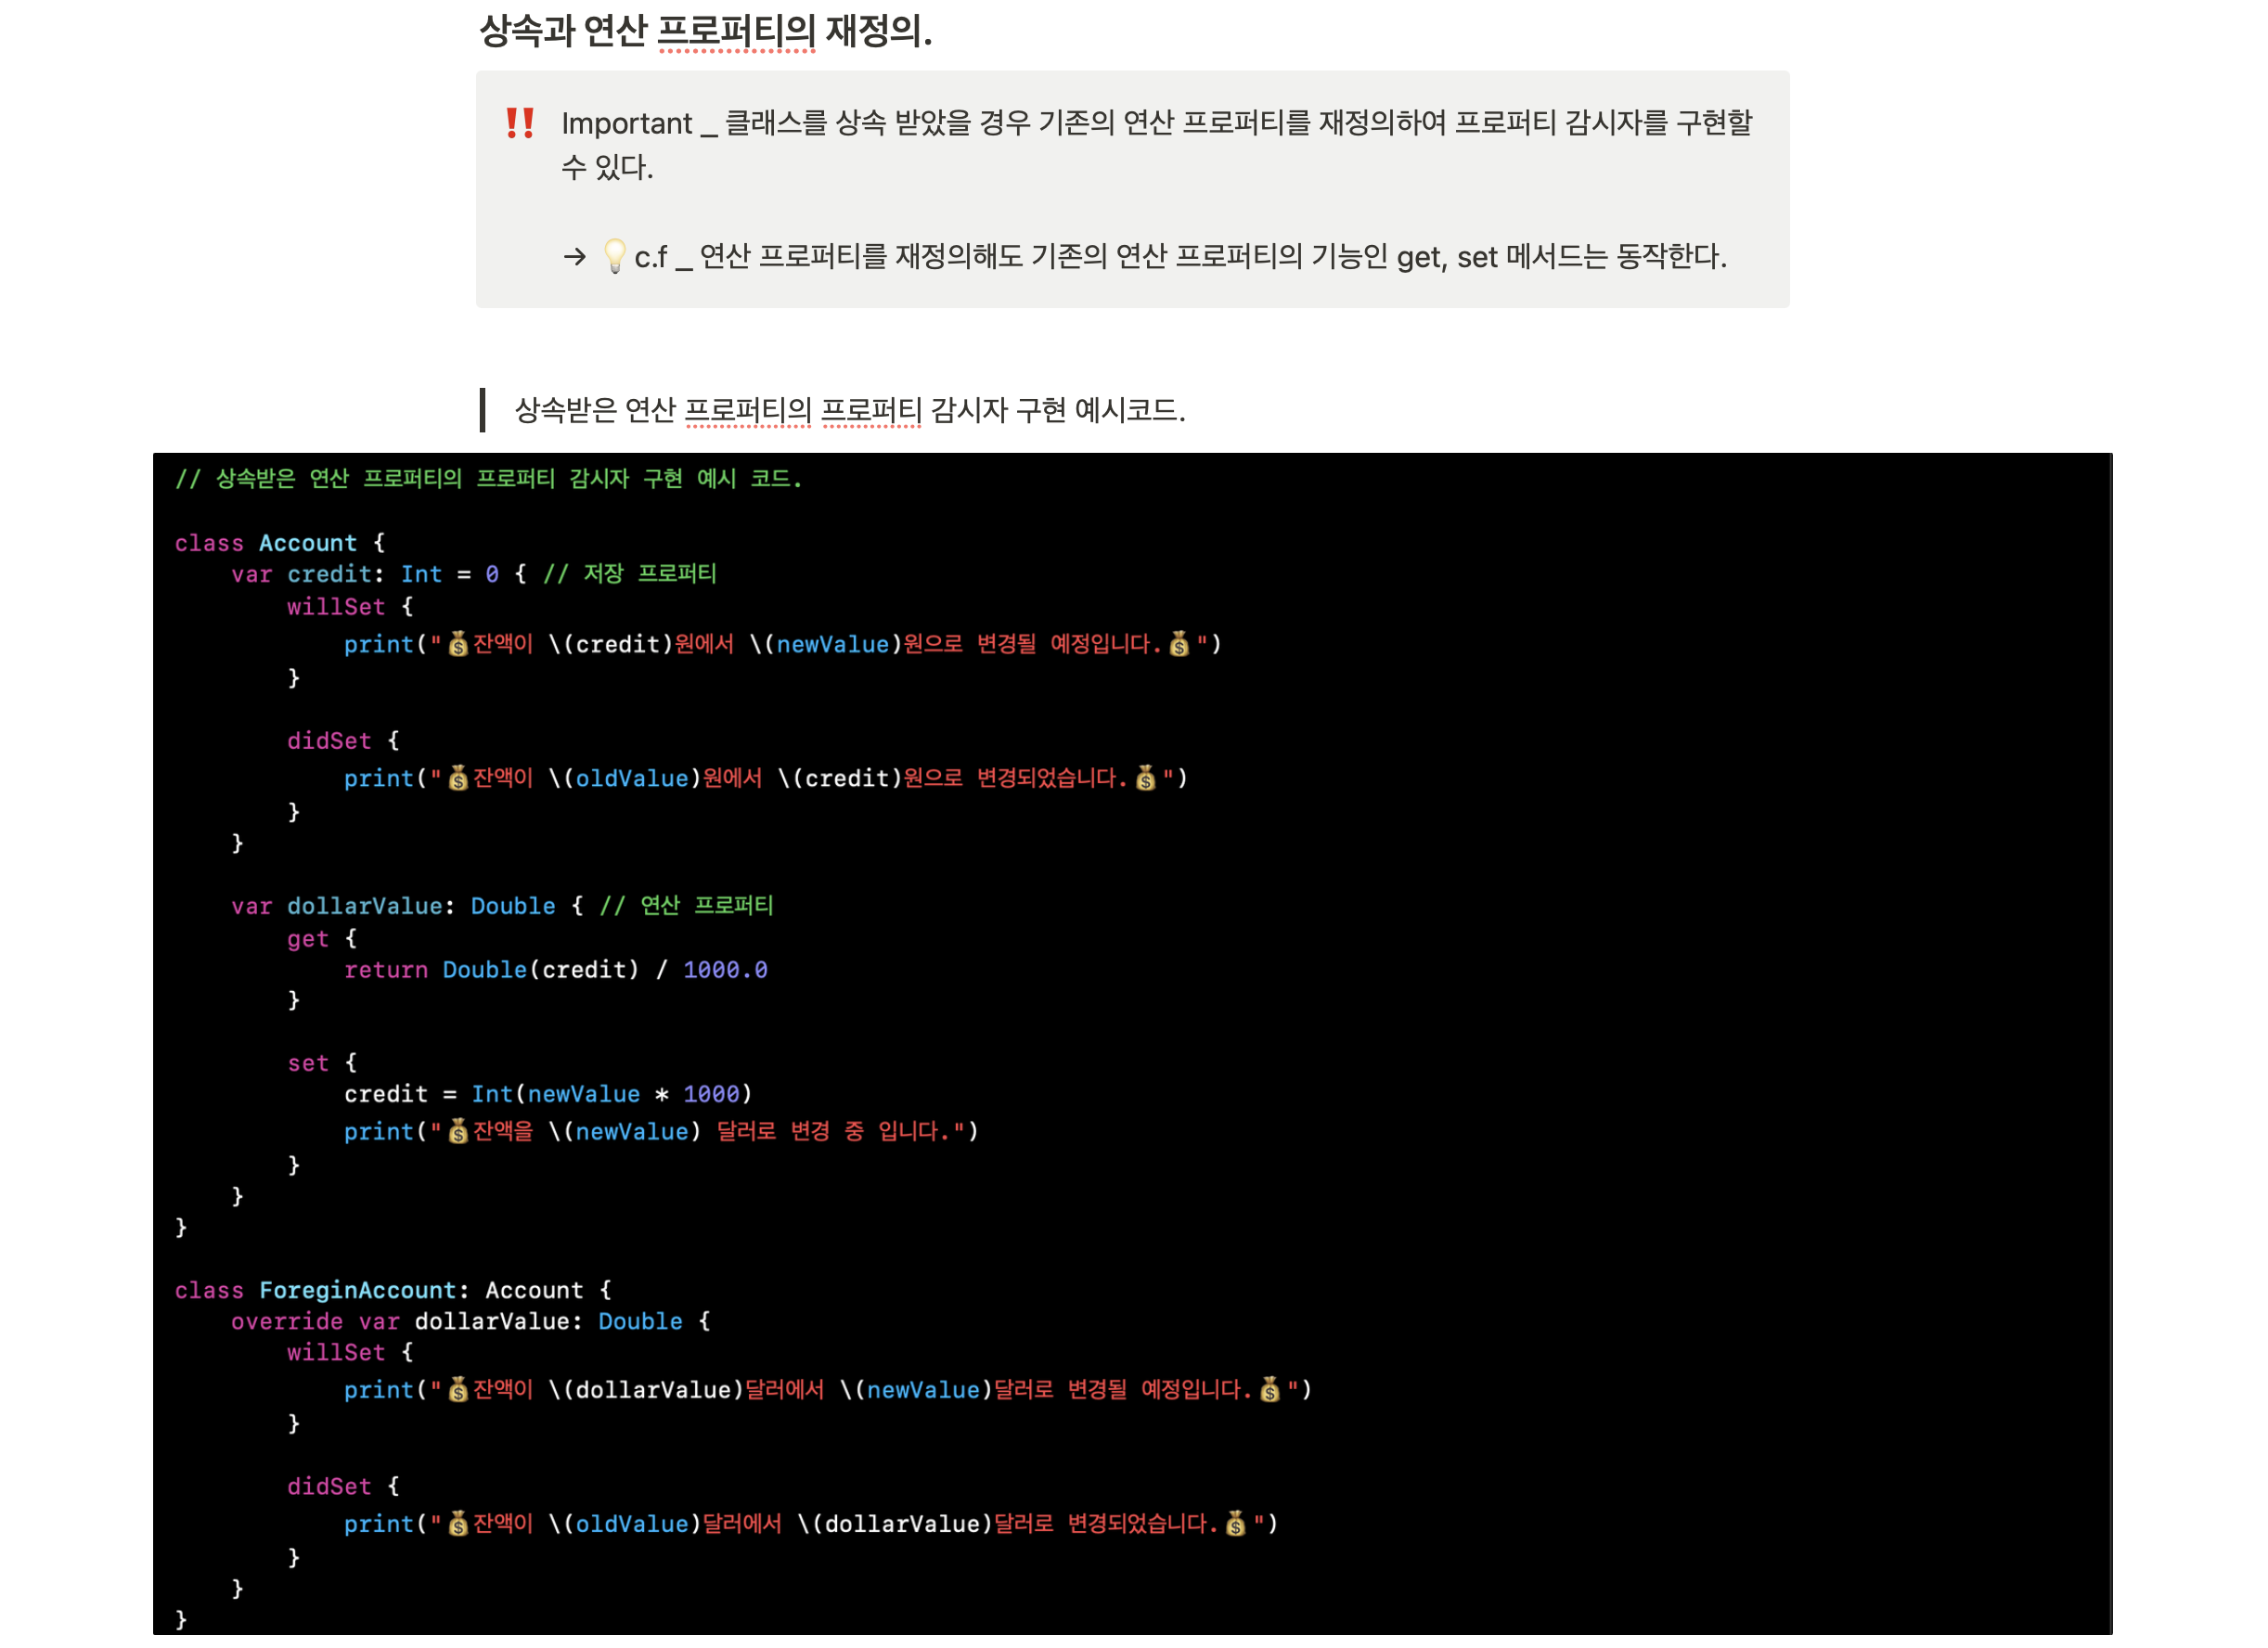 상속과 연산 프로퍼티의 재정의.
‼️ Important _ 클래스를 상속 받았을 경우 기존의 연산 프로퍼티를 재정의하여 프로퍼티 감시자를 구현할
수 있다.
→ 💡c.f _ 연산 프로퍼티를 재정의해도 기존의 연산 프로퍼티의 기능인 get, set 메서드는 동작한다.
상속받은 연산 프로퍼티의 프로퍼티 감시자 구현 예시코드.
// 상속받은 연산 프로퍼티의 프로퍼티 감시자 구현 예시 코드.
class Account {
    var credit: Int = 0 { // 저장 프로퍼티
        willSet {
            print("💰잔액이 \(credit)원에서 \(newValue)원으로 변경될 예정입니다.💰")
        }
        didSet {
            print("💰잔액이 \(oldValue)원에서 \(credit)원으로 변경되었습니다.💰")
        }
    }
    var dollarValue: Double { // 연산 프로퍼티
        get {
            return Double(credit) / 1000.0
        }
        set {
            credit = Int(newValue * 1000)
            print("💰잔액을 \(newValue) 달러로 변경 중 입니다.")
        }
    }
}
class ForeginAccount: Account {
    override var dollarValue: Double {
        willSet {
            print("💰잔액이 \(dollarValue)달러에서 \(newValue)달러로 변경될 예정입니다.💰")
        }
        didSet {
            print("💰잔액이 \(oldValue)달러에서 \(dollarValue)달러로 변경되었습니다.💰")
        }
    }
}